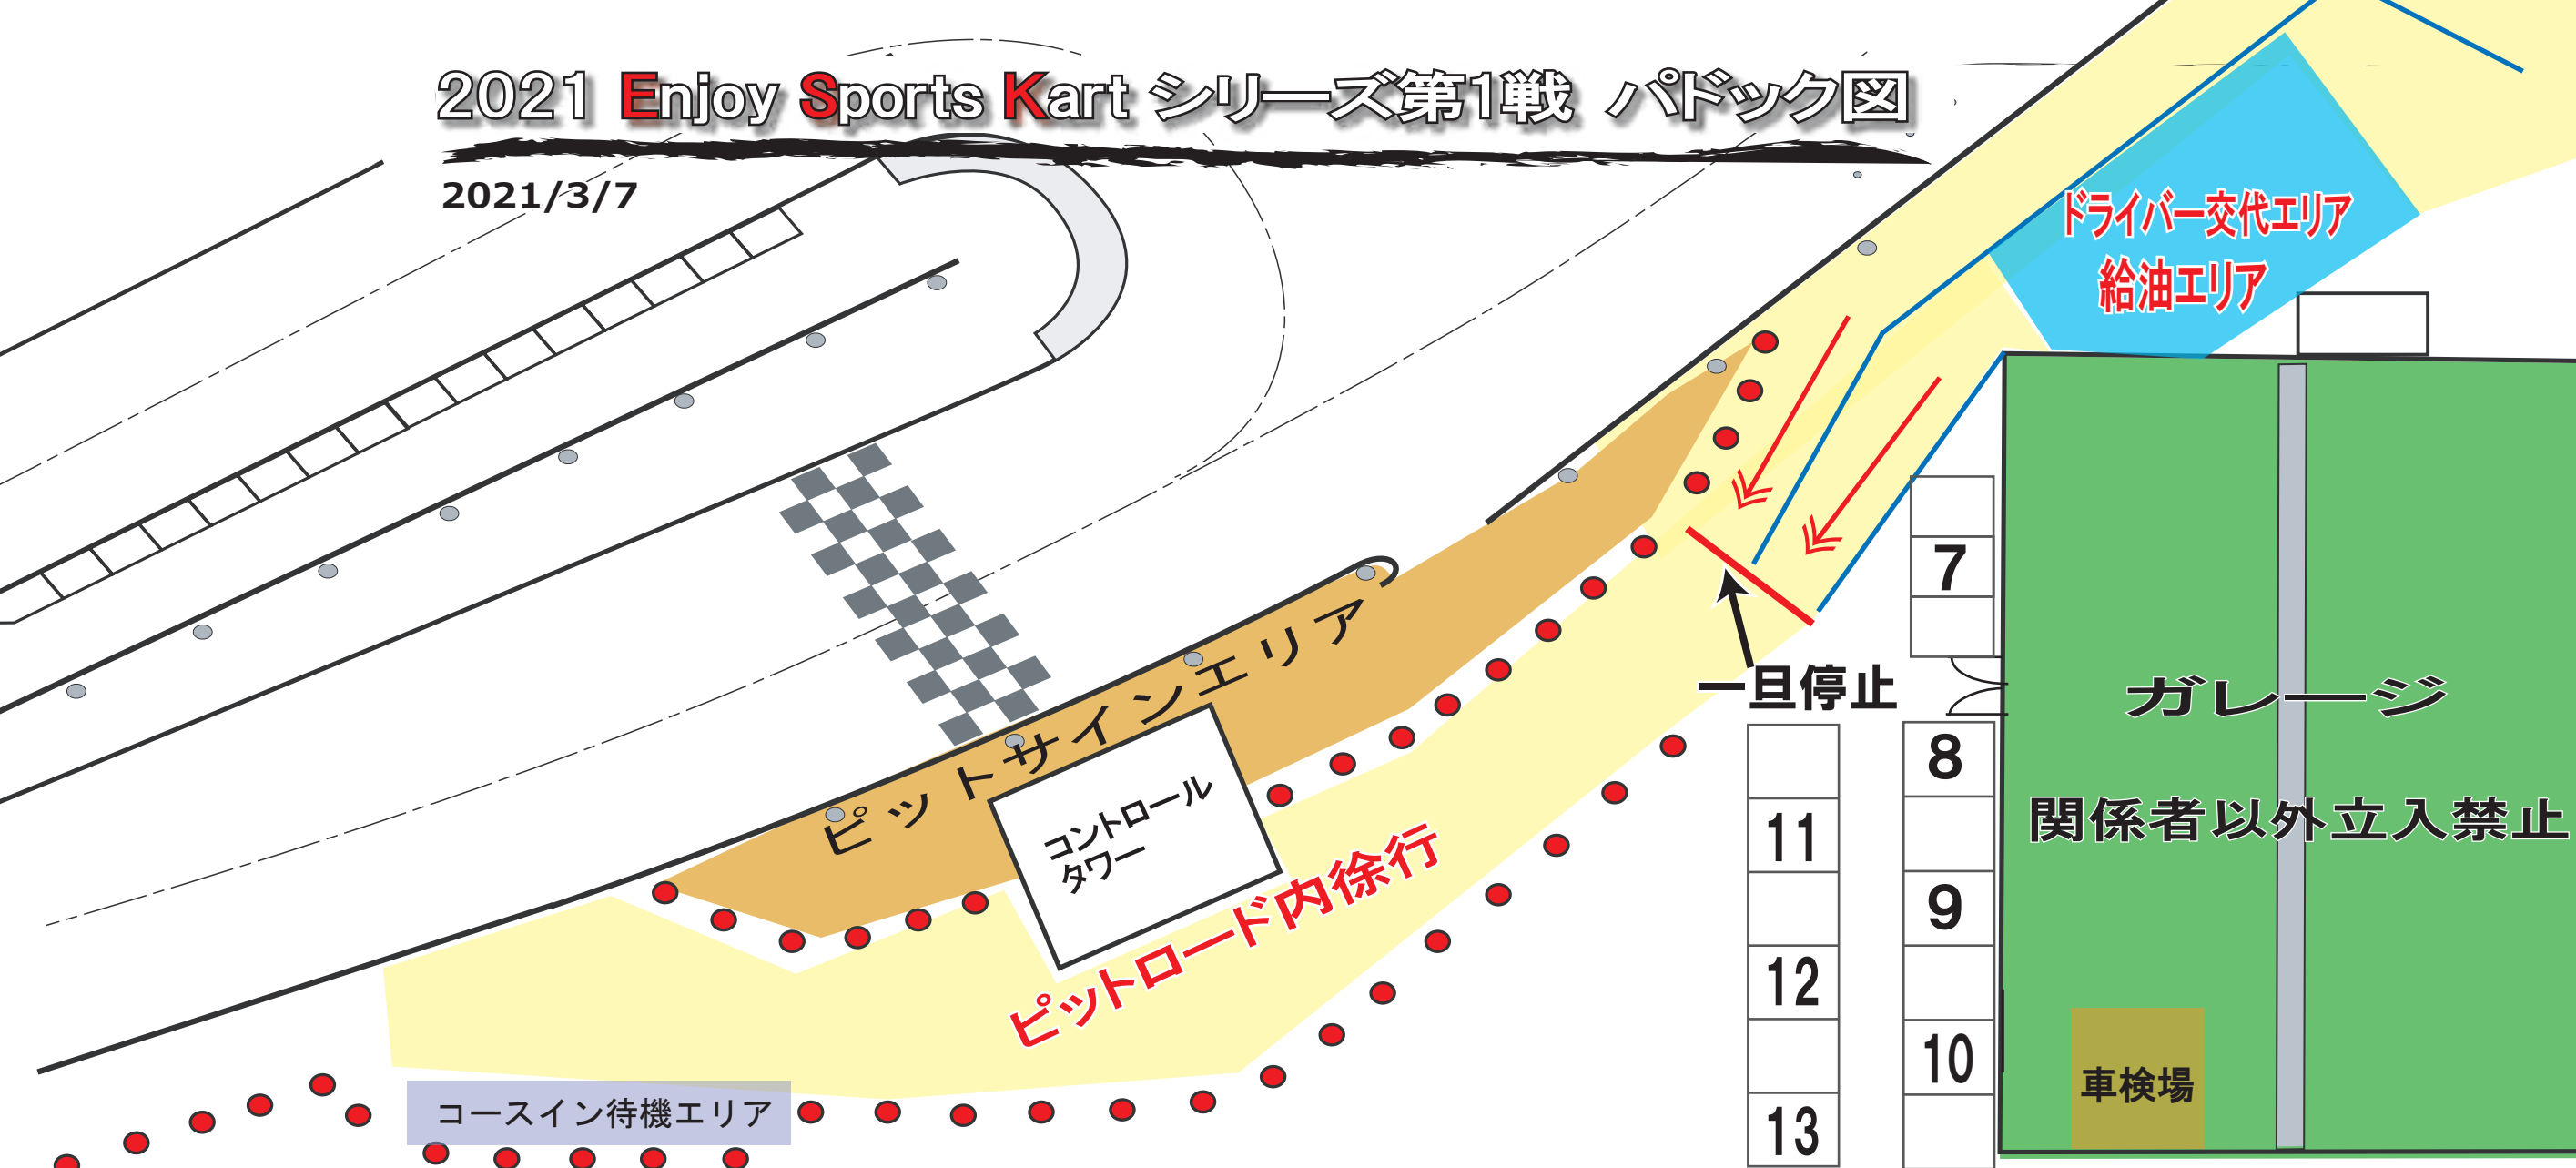 2021 Enjoy Sports Kart シリーズ第1戦 パドック図
2021/3/7
ドライバー交代エリア
給油エリア
ピットサインエリア
コントロール
タワー
ピットロード内徐行
一旦停止
7
8
9
10
11
12
13
ガレージ
関係者以外立入禁止
車検場
コースイン待機エリア